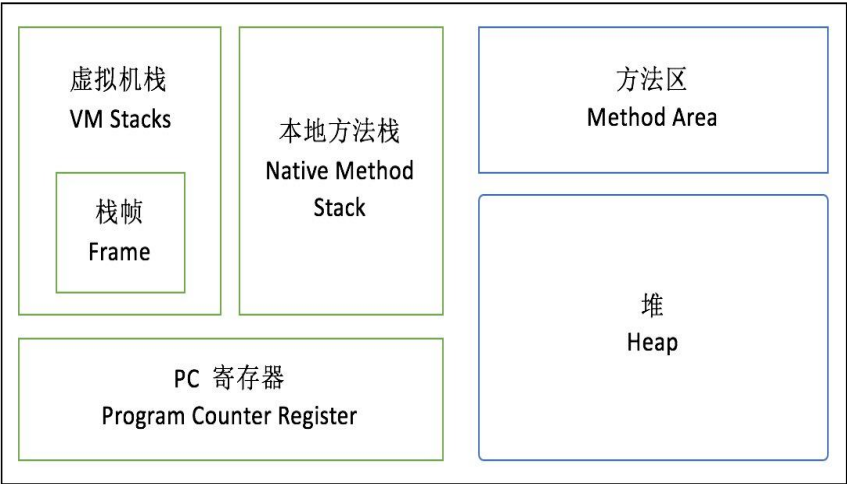 虚拟机栈
VM Stacks
栈帧
Frame
本地方法栈
Native Method
Stack
PC 寄存器
Program Counter Register
方法区
Method Area
堆
Heap